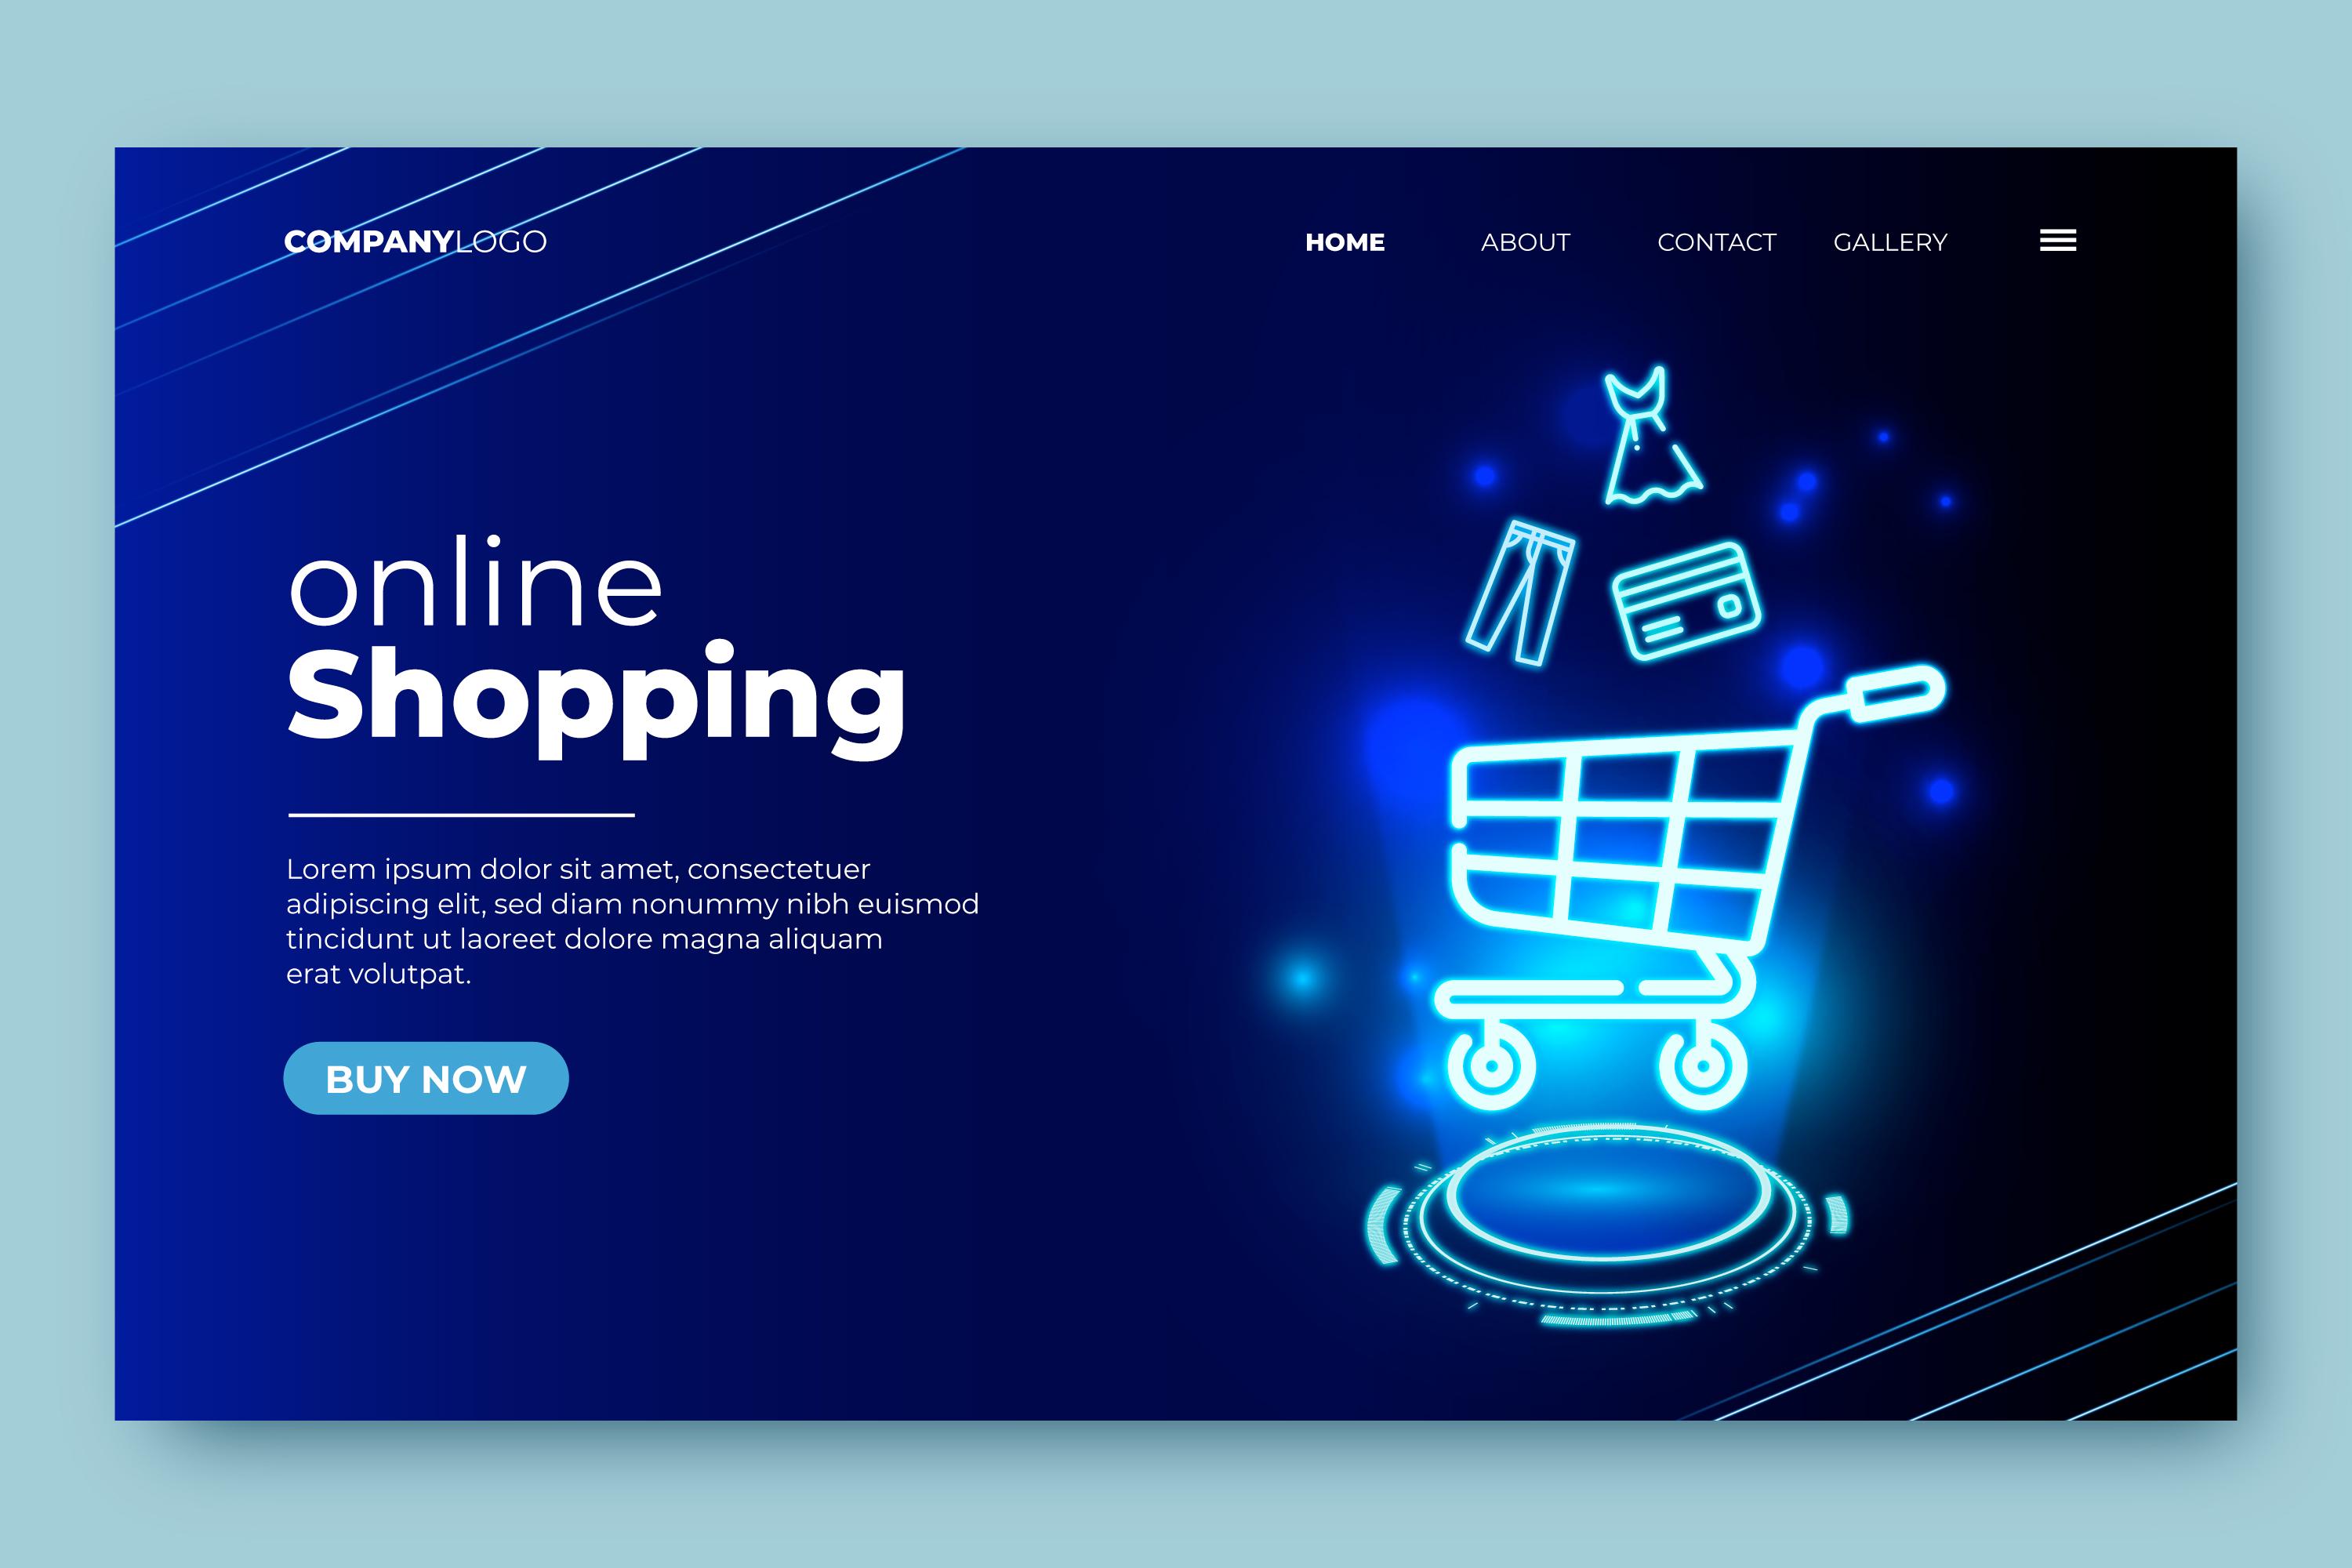 COMPANYLOGO
HOME ABOUT CONTACT GALLERY
online
Shopping
Lorem ipsum dolor sit amet, consectetuer
adipiscing elit, sed diam nonummy nibh euismod
tincidunt ut laoreet dolore magna aliquam
erat volutpat.
BUY NOW